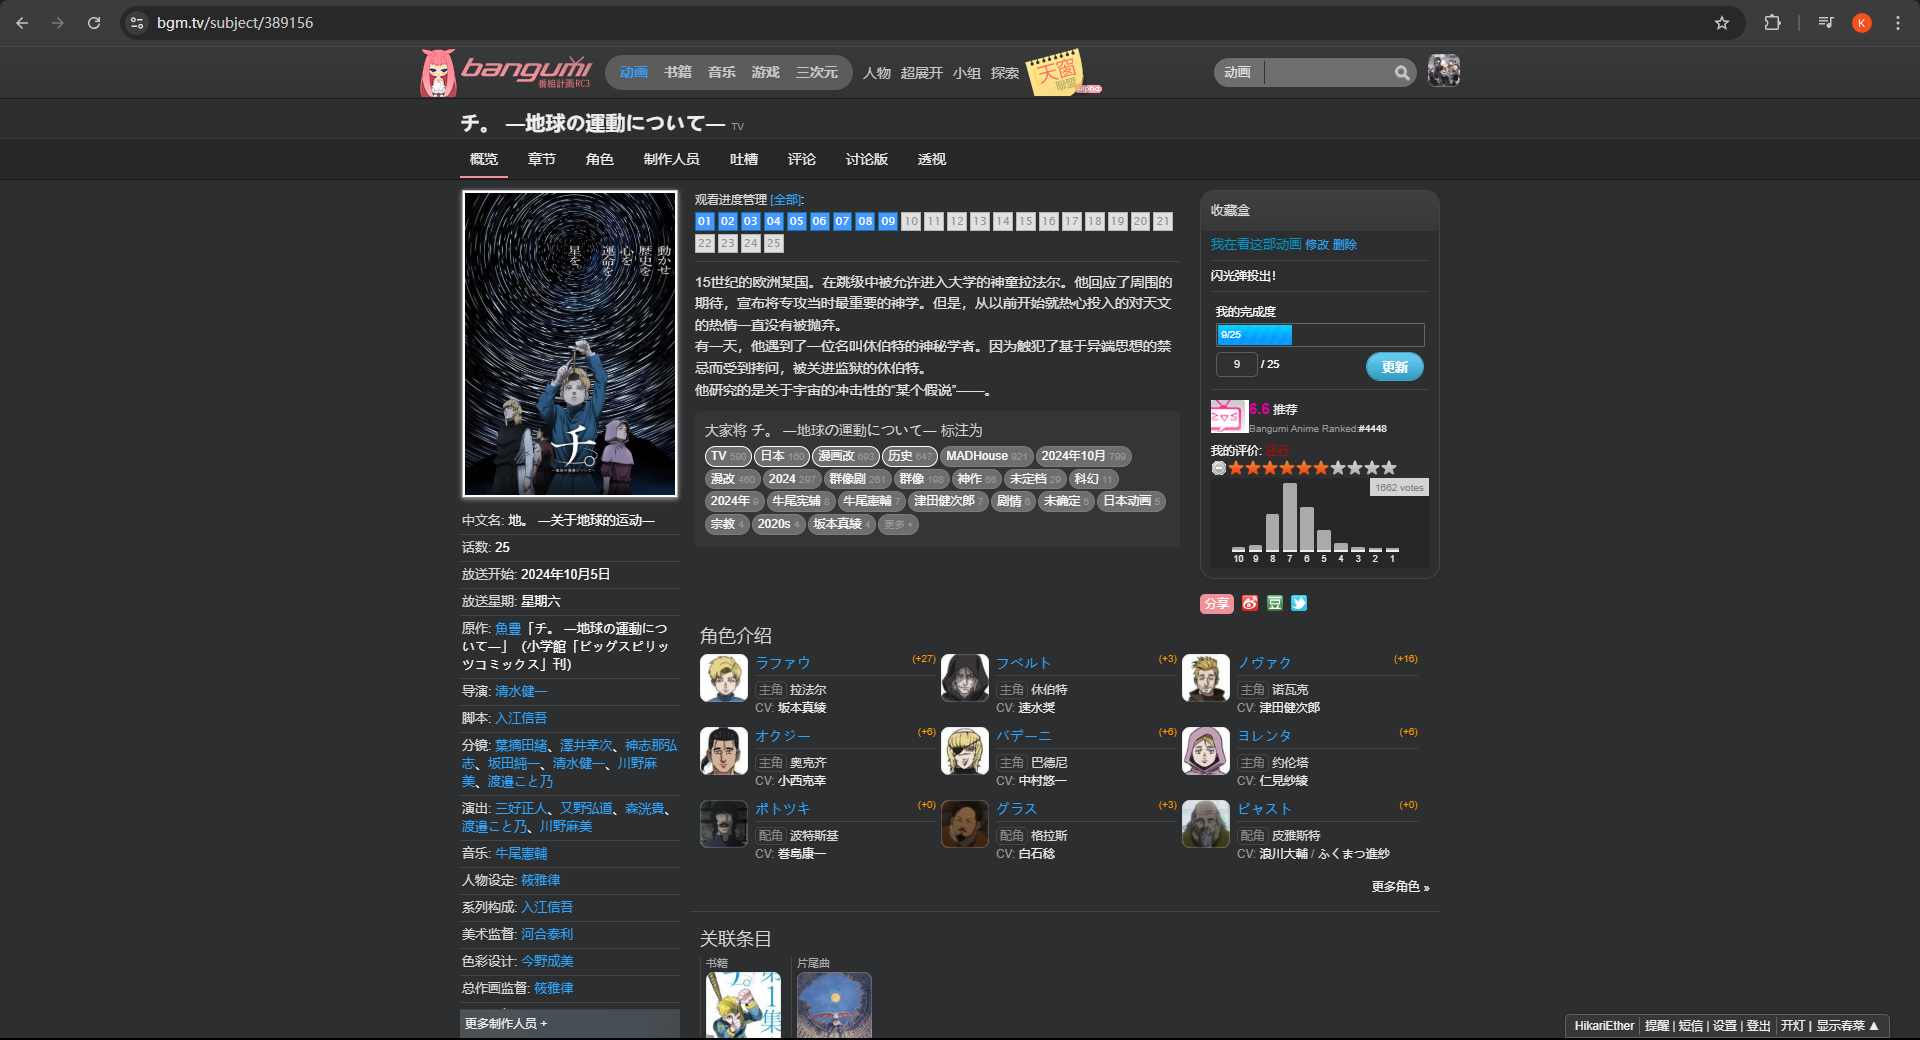 bgm.tv/subject/389156
K
bangumi
番組計画 RC3
动画 书籍 音乐 游戏 三次元 人物 超展开 小组 探索 天窗 联盟 alpha
动画
チ。 ―地球の運動について― TV
概览 章节 角色 制作人员 吐槽 评论 讨论版 透视
動かせ
歴史を
心を
運命を
星を
チ。
中文名: 地。 —关于地球的运动—
话数: 25
放送开始: 2024年10月5日
放送星期: 星期六
原作: 魚豊「チ。 ―地球の運動につ
いて―」（小学館「ビッグスピリッ
ツコミックス」刊）
导演: 清水健一
脚本: 入江信吾
分镜: 葉摘田緒、澤井幸次、神志那弘
志、坂田純一、清水健一、川野麻
美、渡邉こと乃
演出: 三好正人、又野弘道、森洸貴、
渡邉こと乃、川野麻美
音乐: 牛尾憲輔
人物设定: 筱雅律
系列构成: 入江信吾
美术监督: 河合泰利
色彩设计: 今野成美
总作画监督: 筱雅律
更多制作人员 +
观看进度管理 [全部]:
01 02 03 04 05 06 07 08 09 10 11 12 13 14 15 16 17 18 19 20 21
22 23 24 25
15世纪的欧洲某国。在跳级中被允许进入大学的神童拉法尔。他回应了周围的
期待，宣布将专攻当时最重要的神学。但是，从以前开始就热心投入的对天文
的热情一直没有被抛弃。
有一天，他遇到了一位名叫休伯特的神秘学者。因为触犯了基于异端思想的禁
忌而受到拷问，被关进监狱的休伯特。
他研究的是关于宇宙的冲击性的“某个假说”——。
大家将 チ。 ―地球の運動について― 标注为
TV 590 日本 160 漫画改 693 历史 647 MADHouse 921 2024年10月 799
漫改 460 2024 297 群像剧 261 群像 198 神作 66 未定档 29 科幻 11
2024年 9 牛尾宪辅 8 牛尾憲輔 7 津田健次郎 7 剧情 6 未确定 5 日本动画 5
宗教 4 2020s 4 坂本真綾 4 更多 +
收藏盒
我在看这部动画 修改 删除
闪光弹投出！
我的完成度
9/25
9 / 25 更新
6.6 推荐
Bangumi Anime Ranked:#4448
我的评价: 还行
1662 votes
10 9 8 7 6 5 4 3 2 1
分享
豆
角色介绍
ラファウ (+27)
主角 拉法尔
CV: 坂本真綾
フベルト (+3)
主角 休伯特
CV: 速水奨
ノヴァク (+16)
主角 诺瓦克
CV: 津田健次郎
オクジー (+6)
主角 奥克齐
CV: 小西克幸
バデーニ (+6)
主角 巴德尼
CV: 中村悠一
ヨレンタ (+6)
主角 约伦塔
CV: 仁見紗綾
ポトツキ (+0)
配角 波特斯基
CV: 巻島康一
グラス (+3)
配角 格拉斯
CV: 白石稔
ピャスト (+0)
配角 皮雅斯特
CV: 浪川大輔 / ふくまつ進紗
更多角色 »
关联条目
书籍 片尾曲
チ。
第1集
HikariEther 提醒 | 短信 | 设置 | 登出 开灯 | 显示春菜 ▲